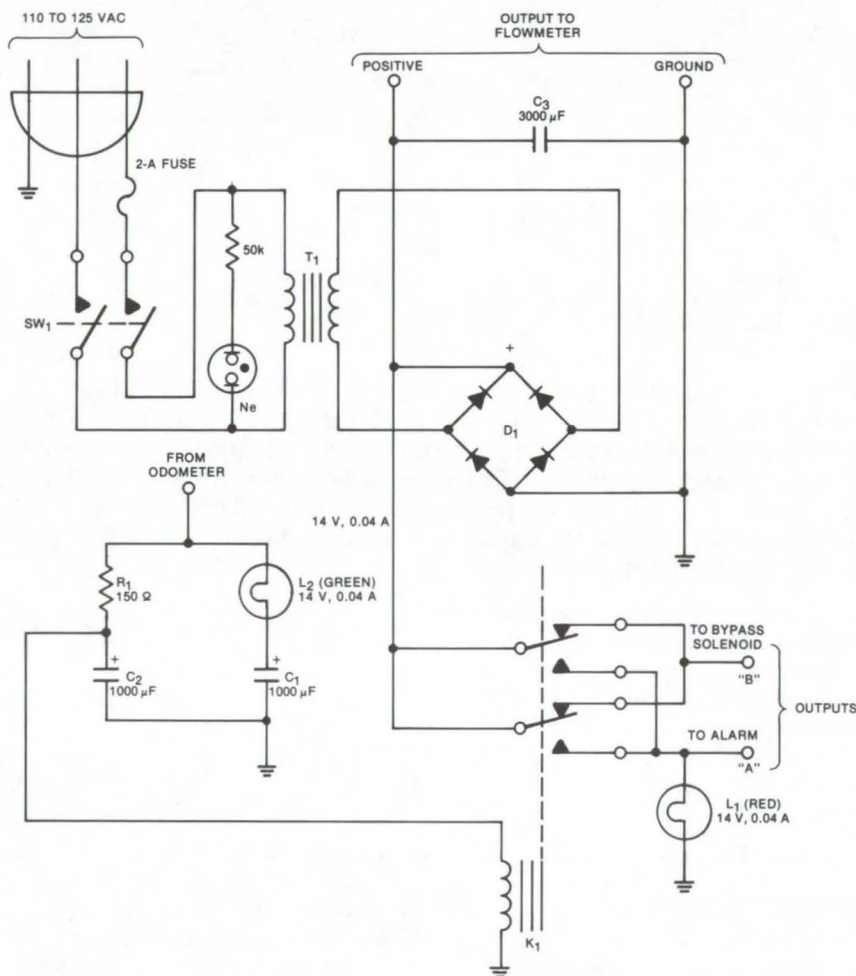 110 TO 125 VAC
OUTPUT TO
FLOWMETER
POSITIVE
GROUND
C3
3000 μF
2-A FUSE
50k
T1
SW1
Ne
+
D1
FROM
ODOMETER
14 V, 0.04 A
R1
150 Ω
L2 (GREEN)
14 V, 0.04 A
+
C2
1000 μF
+
C1
1000 μF
TO BYPASS
SOLENOID
"B"
OUTPUTS
TO ALARM
"A"
L1 (RED)
14 V, 0.04 A
K1